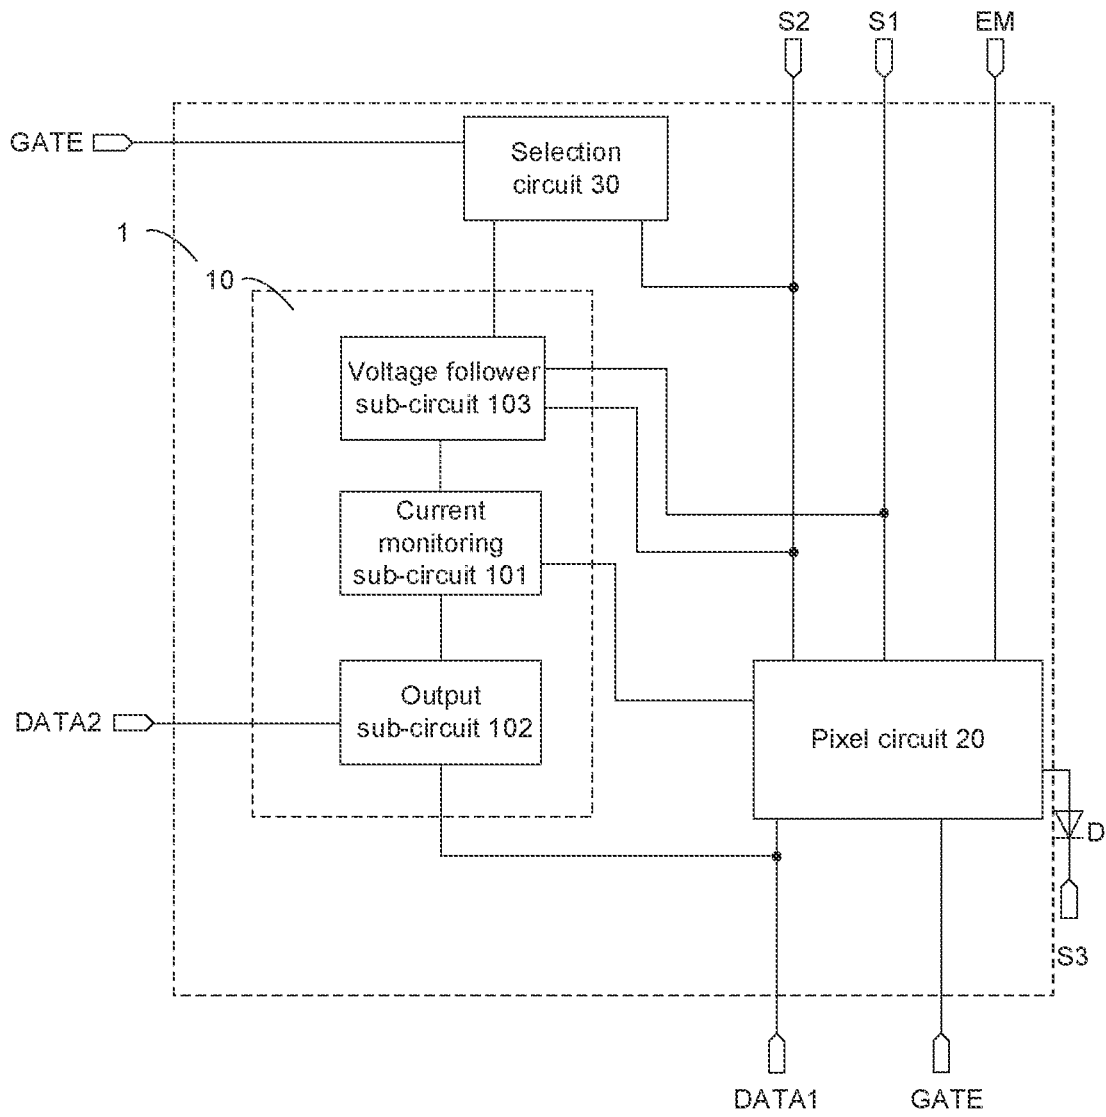 S2
S1
EM
GATE
Selection
circuit 30
1
10
Voltage follower
sub-circuit 103
Current
monitoring
sub-circuit 101
Output
sub-circuit 102
DATA2
Pixel circuit 20
D
S3
DATA1
GATE